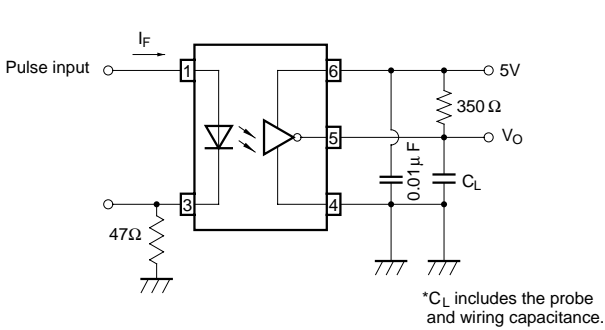 I_F
Pulse input
1
6
5V
350 Ω
5
V_O
0.01 μ F
C_L
3
4
47Ω
*C_L includes the probe
and wiring capacitance.